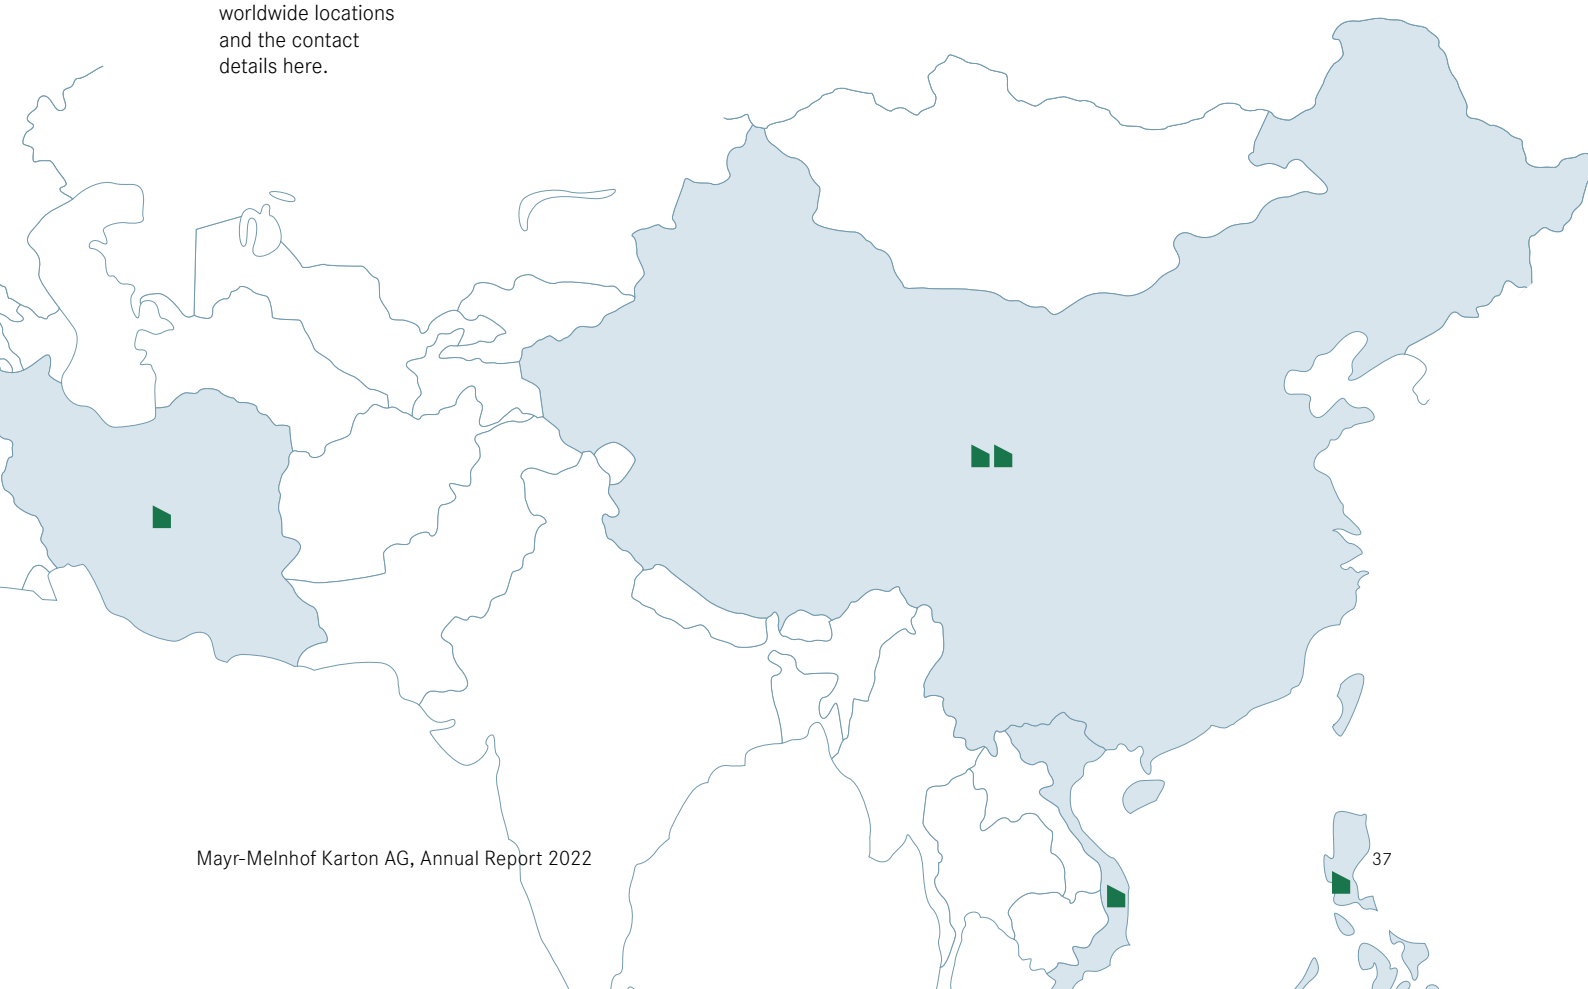 worldwide locations
and the contact
details here.
Mayr-Melnhof Karton AG, Annual Report 2022
37